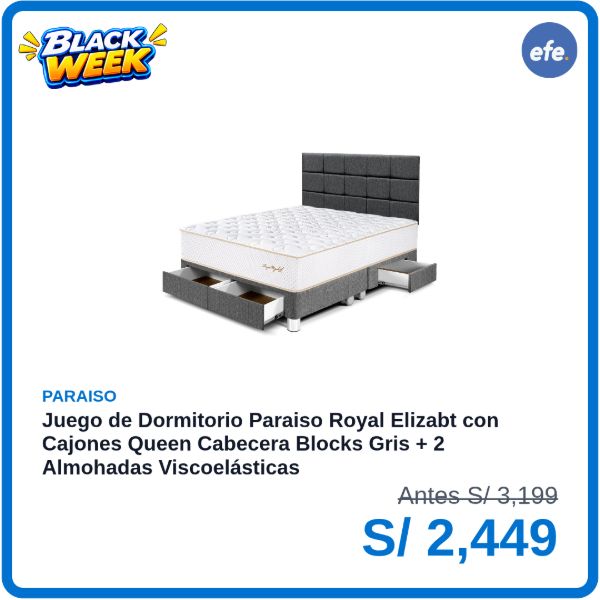 BLACK
WEEK
efe.
PARAISO
Juego de Dormitorio Paraiso Royal Elizabt con
Cajones Queen Cabecera Blocks Gris + 2
Almohadas Viscoelásticas
Antes S/ 3,199
S/ 2,449